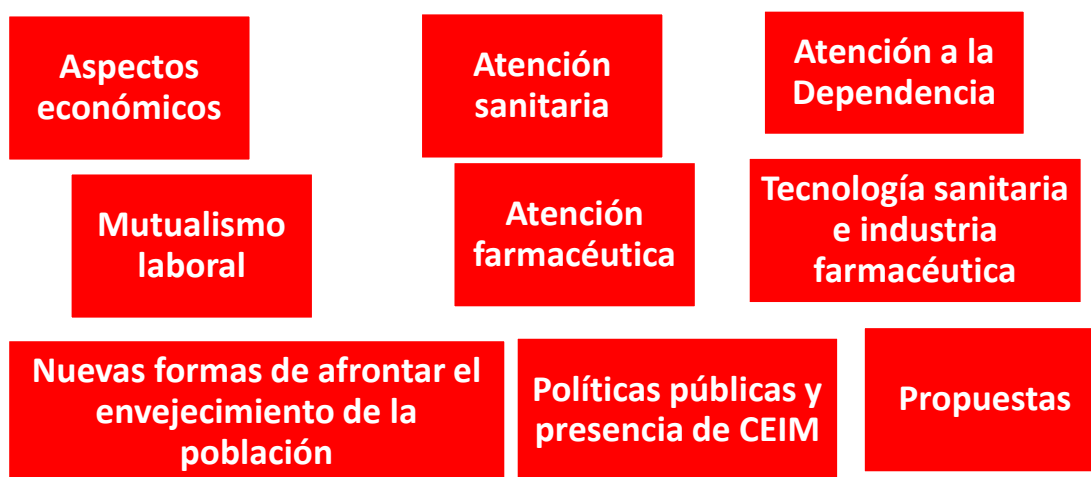 Aspectos
económicos
Atención
sanitaria
Atención a la
Dependencia
Mutualismo
laboral
Atención
farmacéutica
Tecnología sanitaria
e industria
farmacéutica
Nuevas formas de afrontar el
envejecimiento de la
población
Políticas públicas y
presencia de CEIM
Propuestas